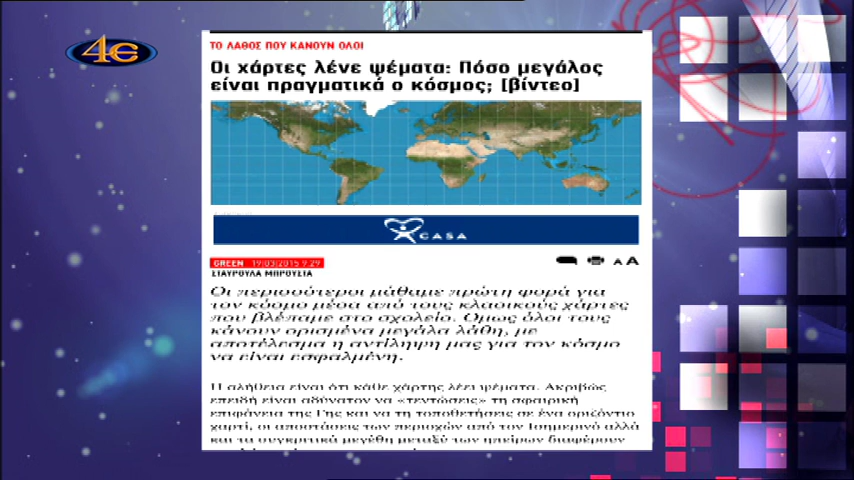 4Ε
ΤΟ ΛΑΘΟΣ ΠΟΥ ΚΑΝΟΥΝ ΟΛΟΙ
Οι χάρτες λένε ψέματα: Πόσο μεγάλος
είναι πραγματικά ο κόσμος; [βίντεο]
CASA
GREEN 19/03/2015 9:29
AA
ΣΤΑΥΡΟΥΛΑ ΜΠΡΟΥΣΤΑ
Οι περισσότεροι μάθαμε πρώτη φορά για
τον κόσμο μέσα από τους κλασικούς χάρτες
που βλέπαμε στο σχολείο. Ομως όλοι τους
κάνουν ορισμένα μεγάλα λάθη, με
αποτέλεσμα η αντίληψη μας για τον κόσμο
να είναι εσφαλμένη.
Η αλήθεια είναι ότι κάθε χάρτης λέει ψέματα. Ακριβώς
επειδή είναι αδύνατον να «τεντώσεις» τη σφαιρική
επιφάνεια της Γης και να τη τοποθετήσεις σε ένα οριζόντιο
χαρτί, οι αποστάσεις των περιοχών από τον Ισημερινό αλλά
και τα συγκριτικά μεγέθη μεταξύ των ηπείρων διαφέρουν